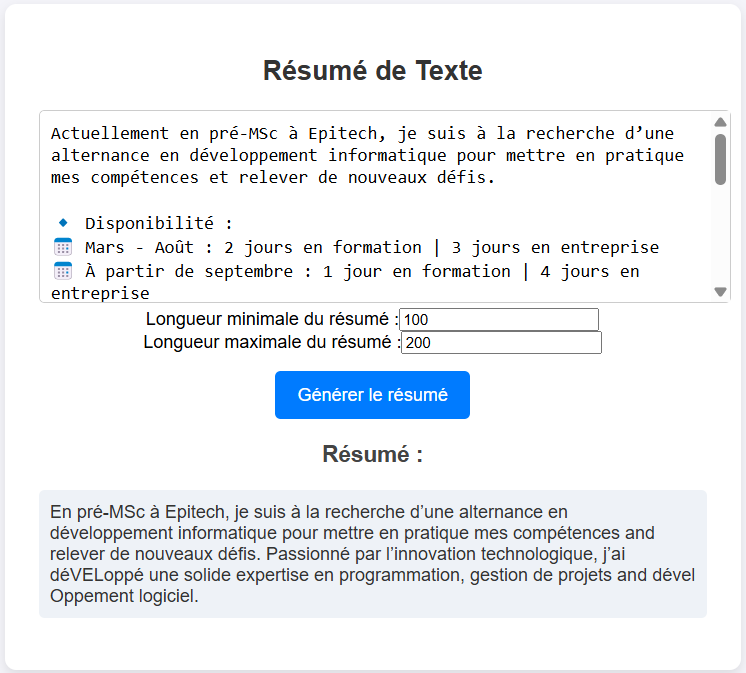 Résumé de Texte
Actuellement en pré-MSc à Epitech, je suis à la recherche d’une
alternance en développement informatique pour mettre en pratique
mes compétences et relever de nouveaux défis.
🔹 Disponibilité :
📅 Mars - Août : 2 jours en formation | 3 jours en entreprise
📅 À partir de septembre : 1 jour en formation | 4 jours en
entreprise
Longueur minimale du résumé : 100
Longueur maximale du résumé : 200
Générer le résumé
Résumé :
En pré-MSc à Epitech, je suis à la recherche d’une alternance en
développement informatique pour mettre en pratique mes compétences and
relever de nouveaux défis. Passionné par l’innovation technologique, j’ai
déVELoppé une solide expertise en programmation, gestion de projets and dével
Oppement logiciel.